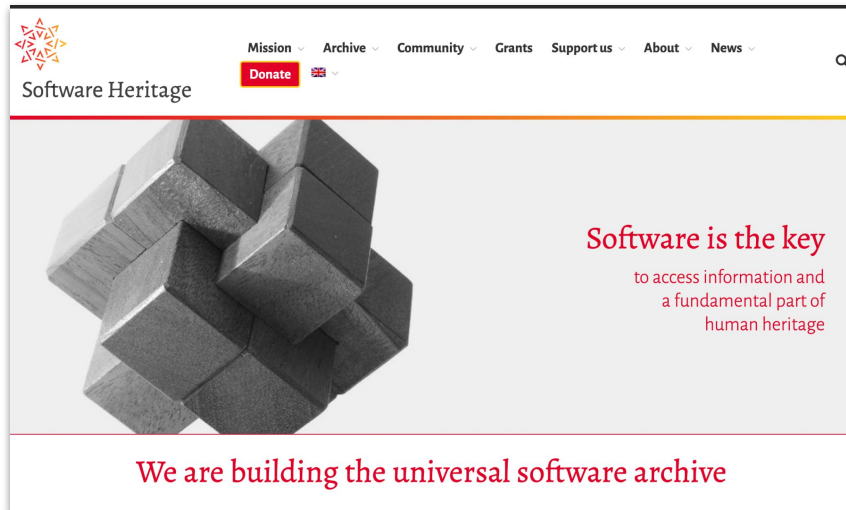 Software Heritage
Mission Archive Community Grants Support us About News
Donate
Software is the key
to access information and
a fundamental part of
human heritage
We are building the universal software archive